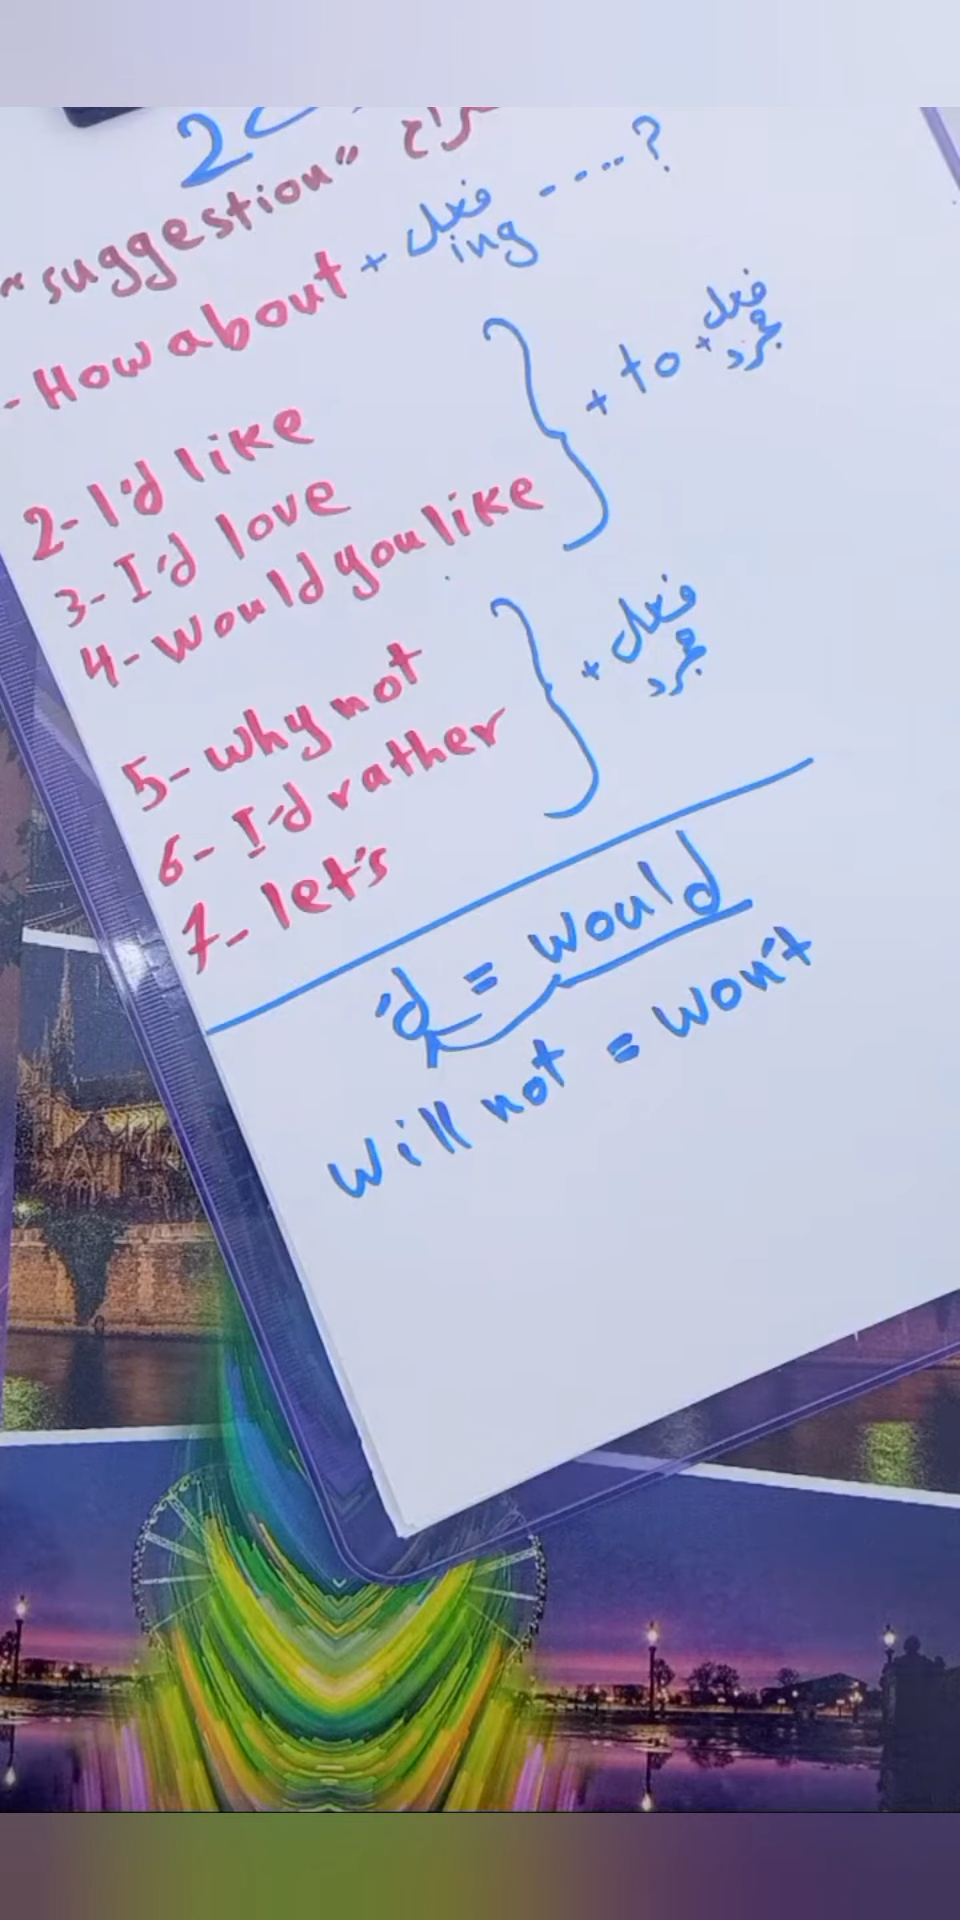 2
"suggestion"
- How about + فعل ing ....?
2- I'd like
3- I'd love
4- Would you like
+ to + فعل مجرد
5- why not
6- I'd rather
7- let's
+ فعل مجرد
'd = would
will not = won't